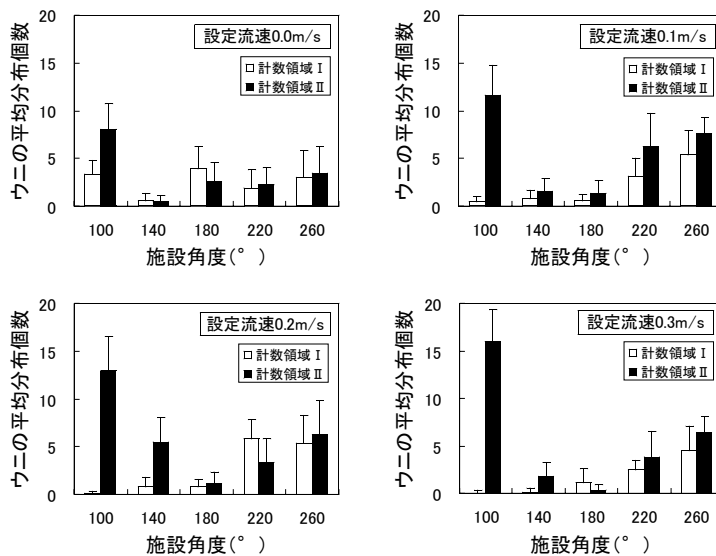 設定流速0.0m/s
計数領域Ⅰ
計数領域Ⅱ
ウニの平均分布個数
20
15
10
5
0
100 140 180 220 260
施設角度(°)
設定流速0.1m/s
計数領域Ⅰ
計数領域Ⅱ
ウニの平均分布個数
20
15
10
5
0
100 140 180 220 260
施設角度(°)
設定流速0.2m/s
計数領域Ⅰ
計数領域Ⅱ
ウニの平均分布個数
20
15
10
5
0
100 140 180 220 260
施設角度(°)
設定流速0.3m/s
計数領域Ⅰ
計数領域Ⅱ
ウニの平均分布個数
20
15
10
5
0
100 140 180 220 260
施設角度(°)